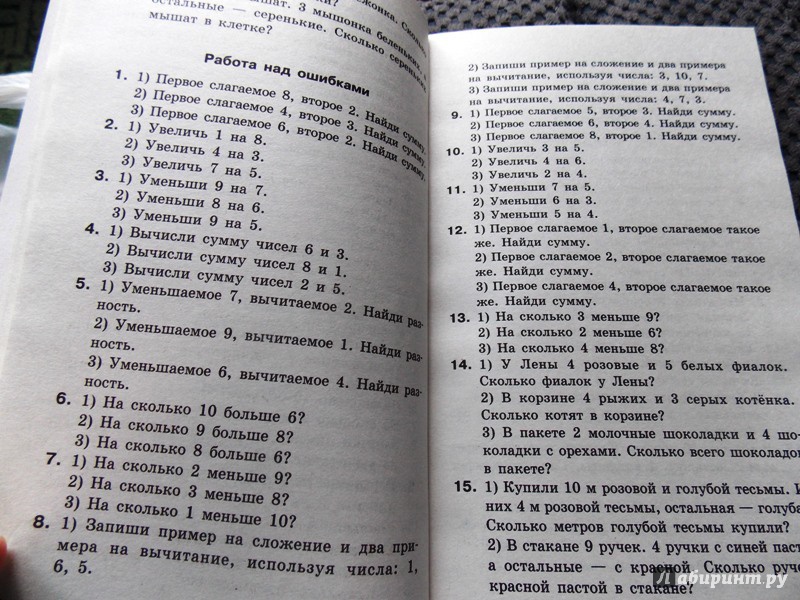 мышат. 3 мышонка беленьких, а
остальные — серенькие. Сколько сереньких
мышат в клетке?
Работа над ошибками
1. 1) Первое слагаемое 8, второе 2. Найди сумму.
2) Первое слагаемое 4, второе 3. Найди сумму.
3) Первое слагаемое 6, второе 2. Найди сумму.
2. 1) Увеличь 1 на 8.
2) Увеличь 4 на 3.
3) Увеличь 7 на 5.
3. 1) Уменьши 9 на 7.
2) Уменьши 8 на 6.
3) Уменьши 9 на 5.
4. 1) Вычисли сумму чисел 6 и 3.
2) Вычисли сумму чисел 8 и 1.
3) Вычисли сумму чисел 2 и 5.
5. 1) Уменьшаемое 7, вычитаемое 2. Найди раз-
ность.
2) Уменьшаемое 9, вычитаемое 1. Найди раз-
ность.
3) Уменьшаемое 6, вычитаемое 4. Найди раз-
ность.
6. 1) На сколько 10 больше 6?
2) На сколько 9 больше 8?
3) На сколько 8 больше 6?
7. 1) На сколько 2 меньше 9?
2) На сколько 3 меньше 8?
3) На сколько 1 меньше 10?
8. 1) Запиши пример на сложение и два при-
мера на вычитание, используя числа: 1,
6, 5.
2) Запиши пример на сложение и два примера
на вычитание, используя числа: 3, 10, 7.
3) Запиши пример на сложение и два примера
на вычитание, используя числа: 4, 7, 3.
9. 1) Первое слагаемое 5, второе 3. Найди сумму.
2) Первое слагаемое 6, второе 4. Найди сумму.
3) Первое слагаемое 8, второе 1. Найди сумму.
10. 1) Увеличь 3 на 5.
2) Увеличь 4 на 6.
3) Увеличь 2 на 4.
11. 1) Уменьши 7 на 5.
2) Уменьши 6 на 3.
3) Уменьши 5 на 4.
12. 1) Первое слагаемое 1, второе слагаемое такое
же. Найди сумму.
2) Первое слагаемое 2, второе слагаемое такое
же. Найди сумму.
3) Первое слагаемое 4, второе слагаемое такое
же. Найди сумму.
13. 1) На сколько 3 меньше 9?
2) На сколько 2 меньше 6?
3) На сколько 4 меньше 8?
14. 1) У Лены 4 розовые и 5 белых фиалок.
Сколько фиалок у Лены?
2) В корзине 4 рыжих и 3 серых котёнка.
Сколько котят в корзине?
3) В пакете 2 молочные шоколадки и 4 шо-
коладки с орехами. Сколько всего шоколадок
в пакете?
15. 1) Купили 10 м розовой и голубой тесьмы. И
них 4 м розовой тесьмы, остальная — голуба
Сколько метров голубой тесьмы купили?
2) В стакане 9 ручек. 4 ручки с синей паст
а остальные — с красной. Сколько руче
красной пастой в стакане?
Лабиринт.ру